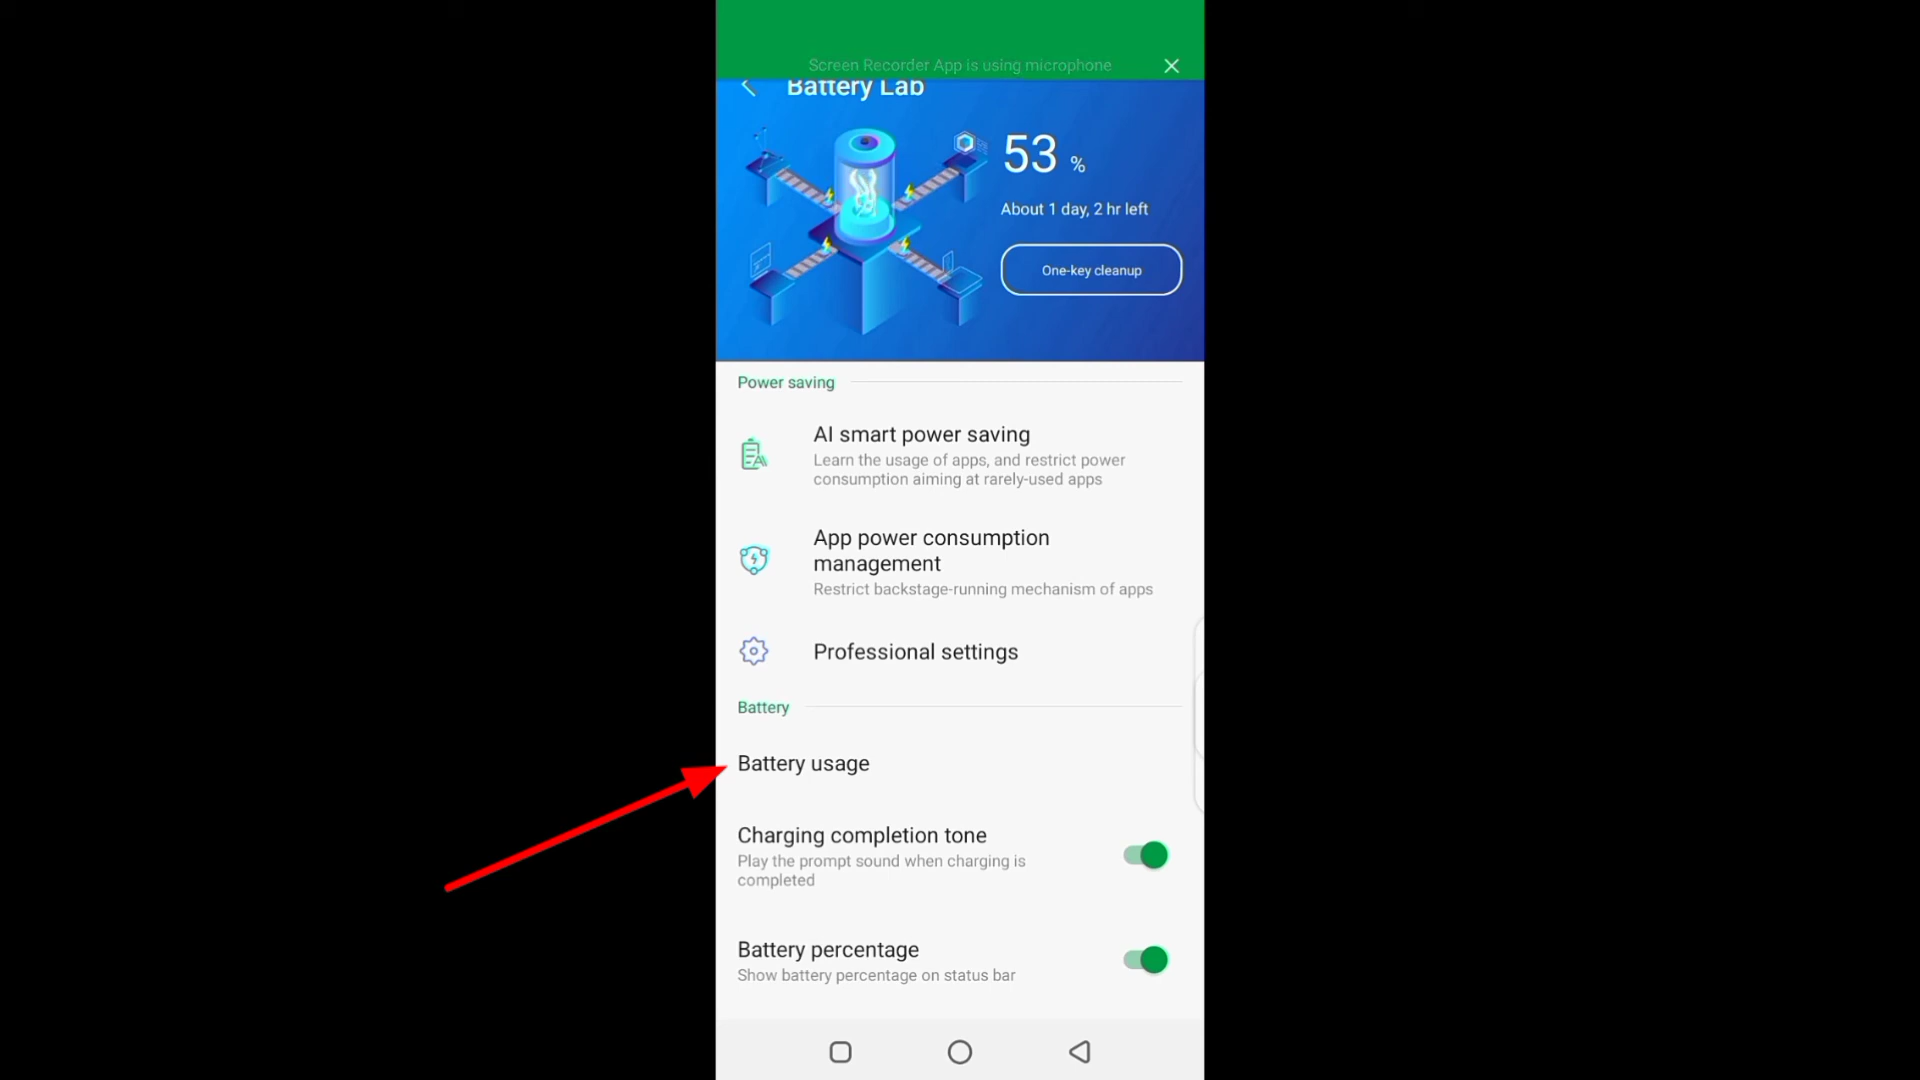 Screen Recorder App is using microphone
Battery Lab
53 %
About 1 day, 2 hr left
One-key cleanup
Power saving
AI smart power saving
Learn the usage of apps, and restrict power
consumption aiming at rarely-used apps
App power consumption
management
Restrict backstage-running mechanism of apps
Professional settings
Battery
Battery usage
Charging completion tone
Play the prompt sound when charging is
completed
Battery percentage
Show battery percentage on status bar